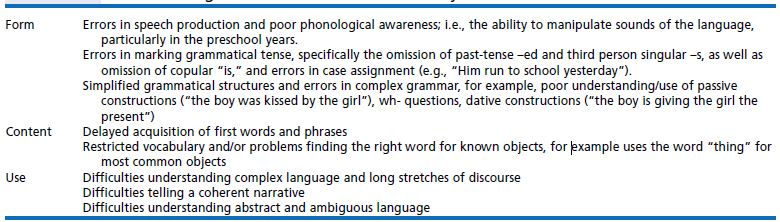 Form Errors in speech production and poor phonological awareness; i.e., the ability to manipulate sounds of the language,
particularly in the preschool years.
Errors in marking grammatical tense, specifically the omission of past-tense –ed and third person singular –s, as well as
omission of copular “is,” and errors in case assignment (e.g., “Him run to school yesterday”).
Simplified grammatical structures and errors in complex grammar, for example, poor understanding/use of passive
constructions (“the boy was kissed by the girl”), wh- questions, dative constructions (“the boy is giving the girl the
present”)
Content Delayed acquisition of first words and phrases
Restricted vocabulary and/or problems finding the right word for known objects, for example uses the word “thing” for
most common objects
Use Difficulties understanding complex language and long stretches of discourse
Difficulties telling a coherent narrative
Difficulties understanding abstract and ambiguous language